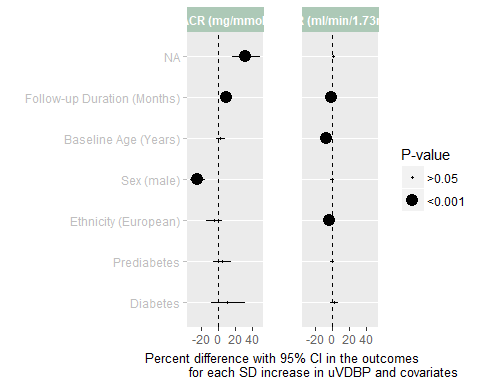 ACR (mg/mmol
R (ml/min/1.73m
NA
Follow-up Duration (Months)
Baseline Age (Years)
Sex (male)
Ethnicity (European)
Prediabetes
Diabetes
-20 0 20 40
-20 0 20 40
P-value
>0.05
<0.001
Percent difference with 95% CI in the outcomes
for each SD increase in uVDBP and covariates